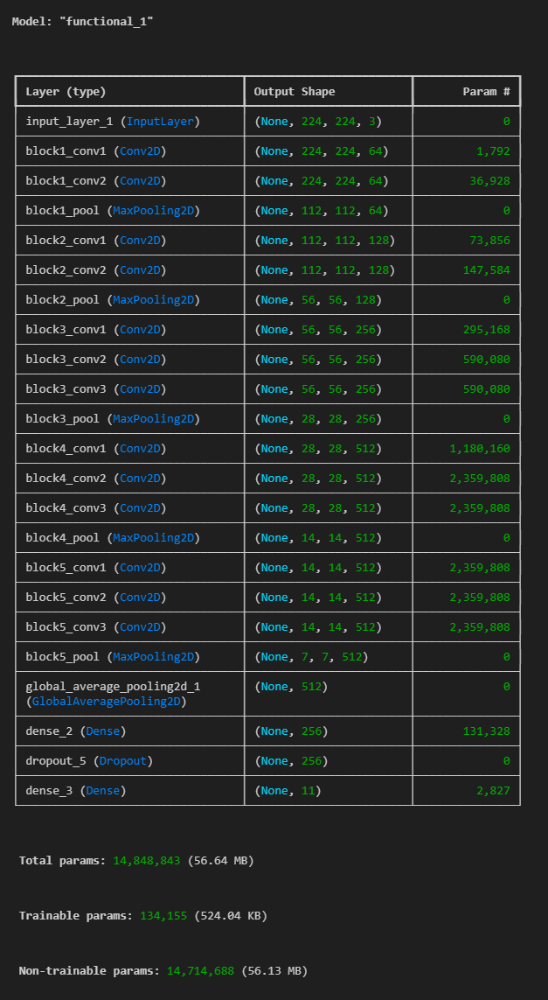 Model: "functional_1"
Layer (type) Output Shape Param #
input_layer_1 (InputLayer) (None, 224, 224, 3) 0
block1_conv1 (Conv2D) (None, 224, 224, 64) 1,792
block1_conv2 (Conv2D) (None, 224, 224, 64) 36,928
block1_pool (MaxPooling2D) (None, 112, 112, 64) 0
block2_conv1 (Conv2D) (None, 112, 112, 128) 73,856
block2_conv2 (Conv2D) (None, 112, 112, 128) 147,584
block2_pool (MaxPooling2D) (None, 56, 56, 128) 0
block3_conv1 (Conv2D) (None, 56, 56, 256) 295,168
block3_conv2 (Conv2D) (None, 56, 56, 256) 590,080
block3_conv3 (Conv2D) (None, 56, 56, 256) 590,080
block3_pool (MaxPooling2D) (None, 28, 28, 256) 0
block4_conv1 (Conv2D) (None, 28, 28, 512) 1,180,160
block4_conv2 (Conv2D) (None, 28, 28, 512) 2,359,808
block4_conv3 (Conv2D) (None, 28, 28, 512) 2,359,808
block4_pool (MaxPooling2D) (None, 14, 14, 512) 0
block5_conv1 (Conv2D) (None, 14, 14, 512) 2,359,808
block5_conv2 (Conv2D) (None, 14, 14, 512) 2,359,808
block5_conv3 (Conv2D) (None, 14, 14, 512) 2,359,808
block5_pool (MaxPooling2D) (None, 7, 7, 512) 0
global_average_pooling2d_1 (None, 512) 0
(GlobalAveragePooling2D)
dense_2 (Dense) (None, 256) 131,328
dropout_5 (Dropout) (None, 256) 0
dense_3 (Dense) (None, 11) 2,827
Total params: 14,848,843 (56.64 MB)
Trainable params: 134,155 (524.04 KB)
Non-trainable params: 14,714,688 (56.13 MB)